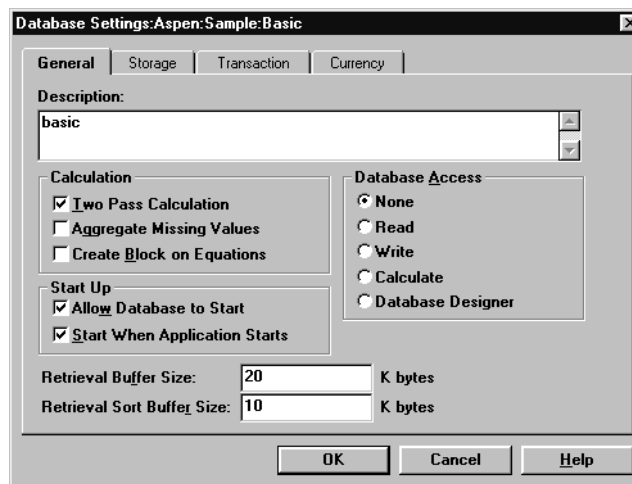 Database Settings:Aspen:Sample:Basic
General Storage Transaction Currency
Description:
basic
Calculation
Two Pass Calculation
Aggregate Missing Values
Create Block on Equations
Database Access
None
Read
Write
Calculate
Database Designer
Start Up
Allow Database to Start
Start When Application Starts
Retrieval Buffer Size: 20 K bytes
Retrieval Sort Buffer Size: 10 K bytes
OK Cancel Help